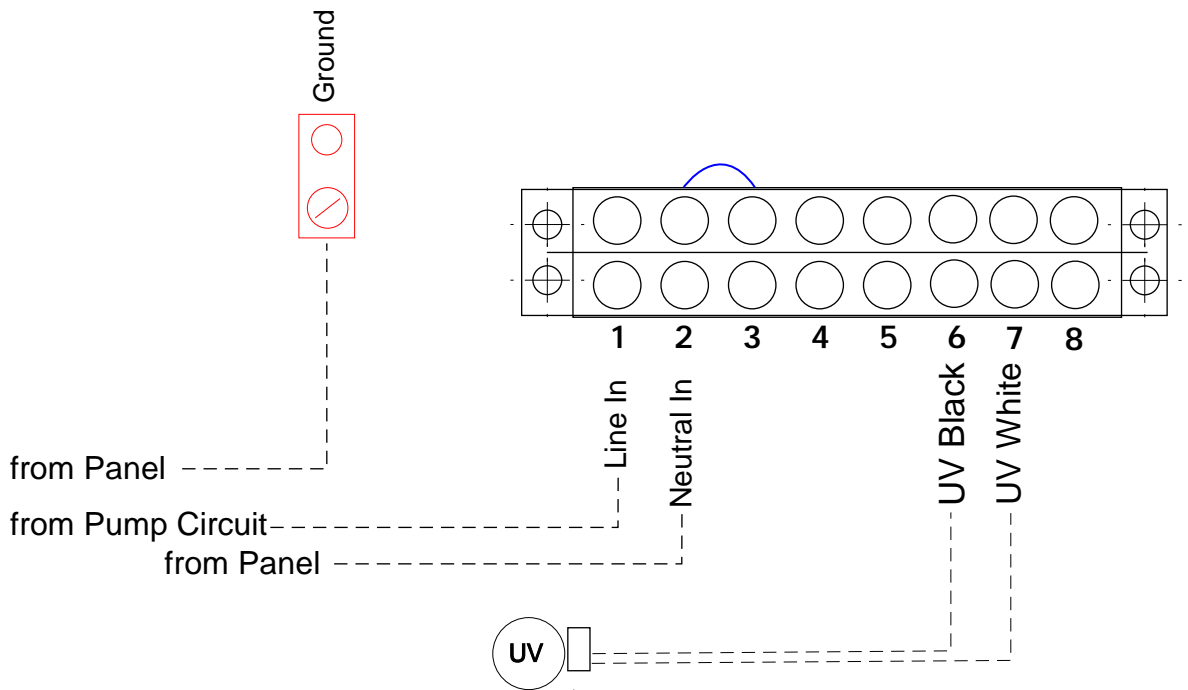 Ground
1 2 3 4 5 6 7 8
Line In
Neutral In
UV Black
UV White
from Panel
from Pump Circuit
from Panel
UV